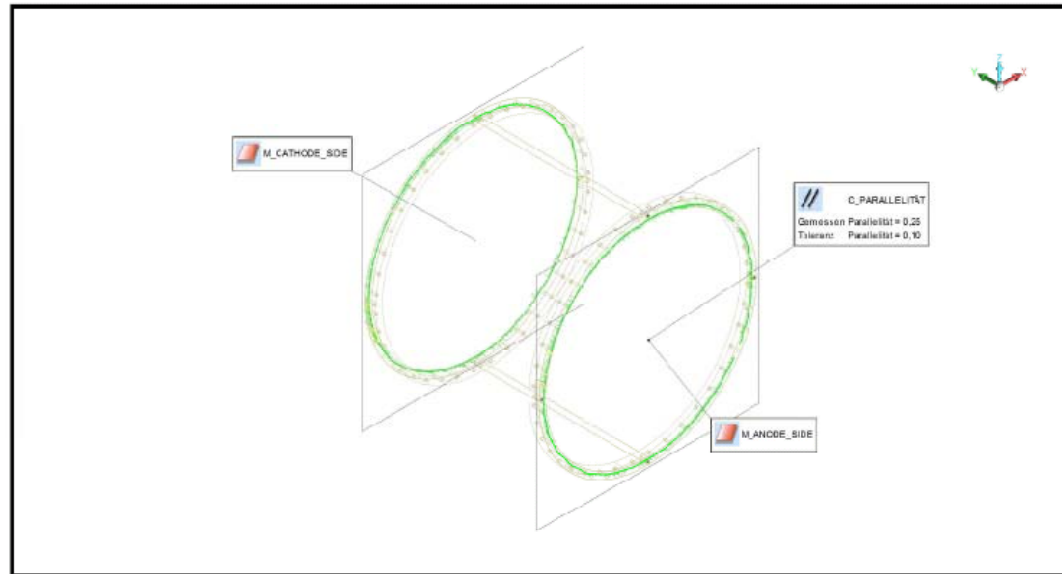 Z
Y
X
M_CATHODE_SIDE
C_PARALLELITÄT
Gemessen Parallelität = 0,25
Toleranz Parallelität = 0,10
M_ANODE_SIDE